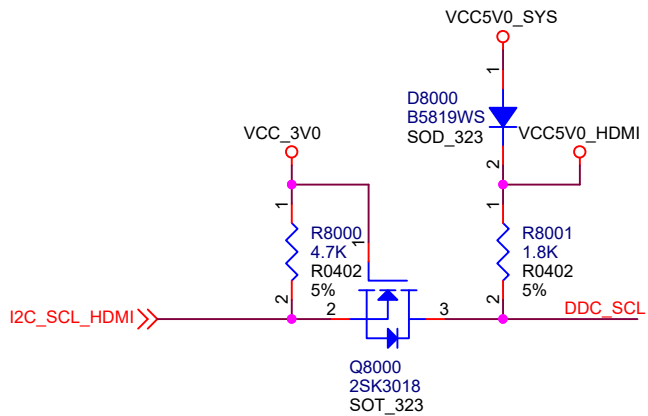 VCC5V0_SYS
1
D8000
B5819WS
SOD_323
2
VCC5V0_HDMI
VCC_3V0
1
R8000
4.7K
R0402
5%
2
1
1
R8001
1.8K
R0402
5%
2
I2C_SCL_HDMI
2
3
DDC_SCL
Q8000
2SK3018
SOT_323